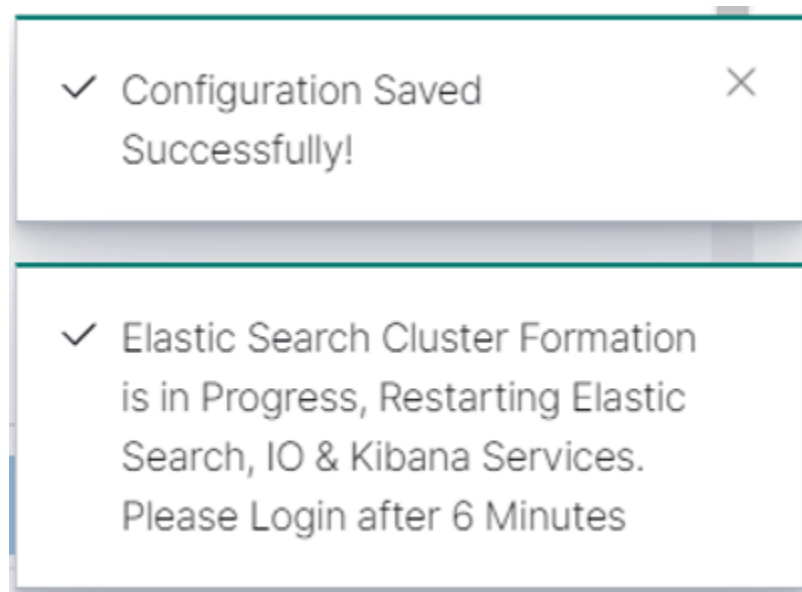 Configuration Saved
Successfully!
Elastic Search Cluster Formation
is in Progress, Restarting Elastic
Search, IO & Kibana Services.
Please Login after 6 Minutes